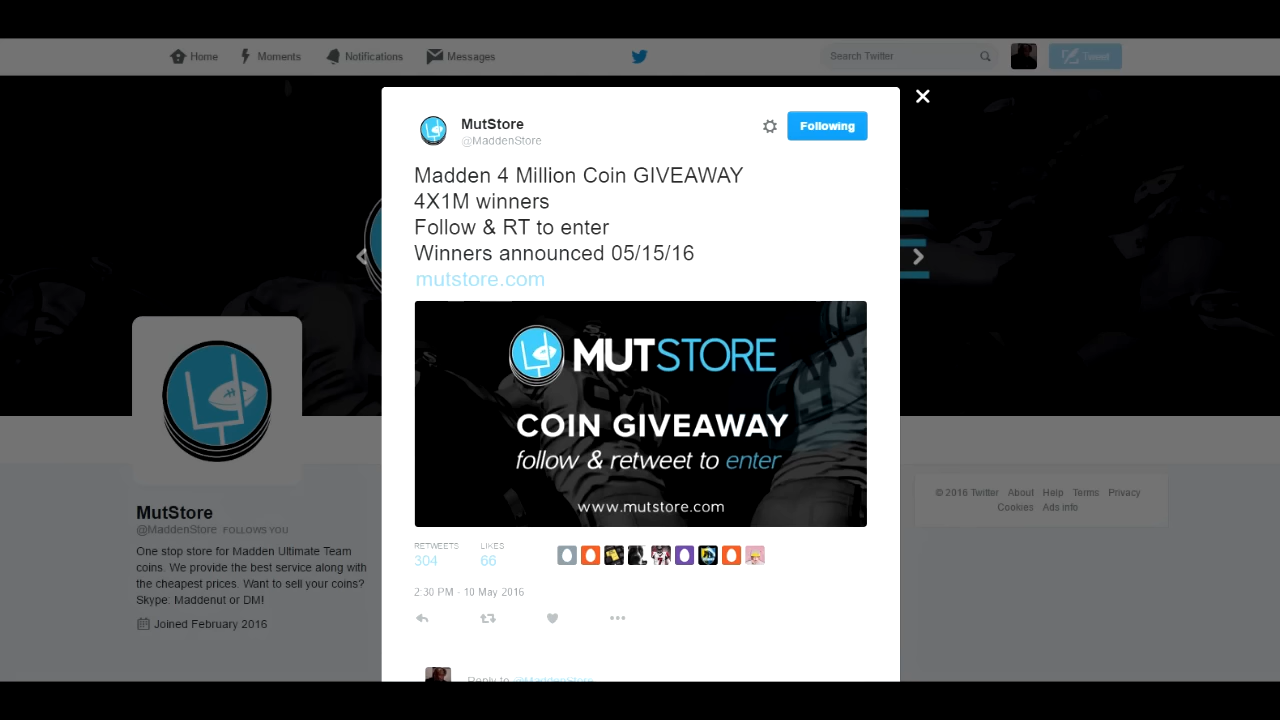 Home Moments Notifications Messages Search Twitter Tweet
MutStore
@MaddenStore
Following
Madden 4 Million Coin GIVEAWAY
4X1M winners
Follow & RT to enter
Winners announced 05/15/16
mutstore.com
MUTSTORE
COIN GIVEAWAY
follow & retweet to enter
www.mutstore.com
RETWEETS LIKES
304 66
2:30 PM - 10 May 2016
Reply to @MaddenStore
MutStore
@MaddenStore FOLLOWS YOU
One stop store for Madden Ultimate Team
coins. We provide the best service along with
the cheapest prices. Want to sell your coins?
Skype: Maddenut or DM!
Joined February 2016
© 2016 Twitter About Help Terms Privacy
Cookies Ads info